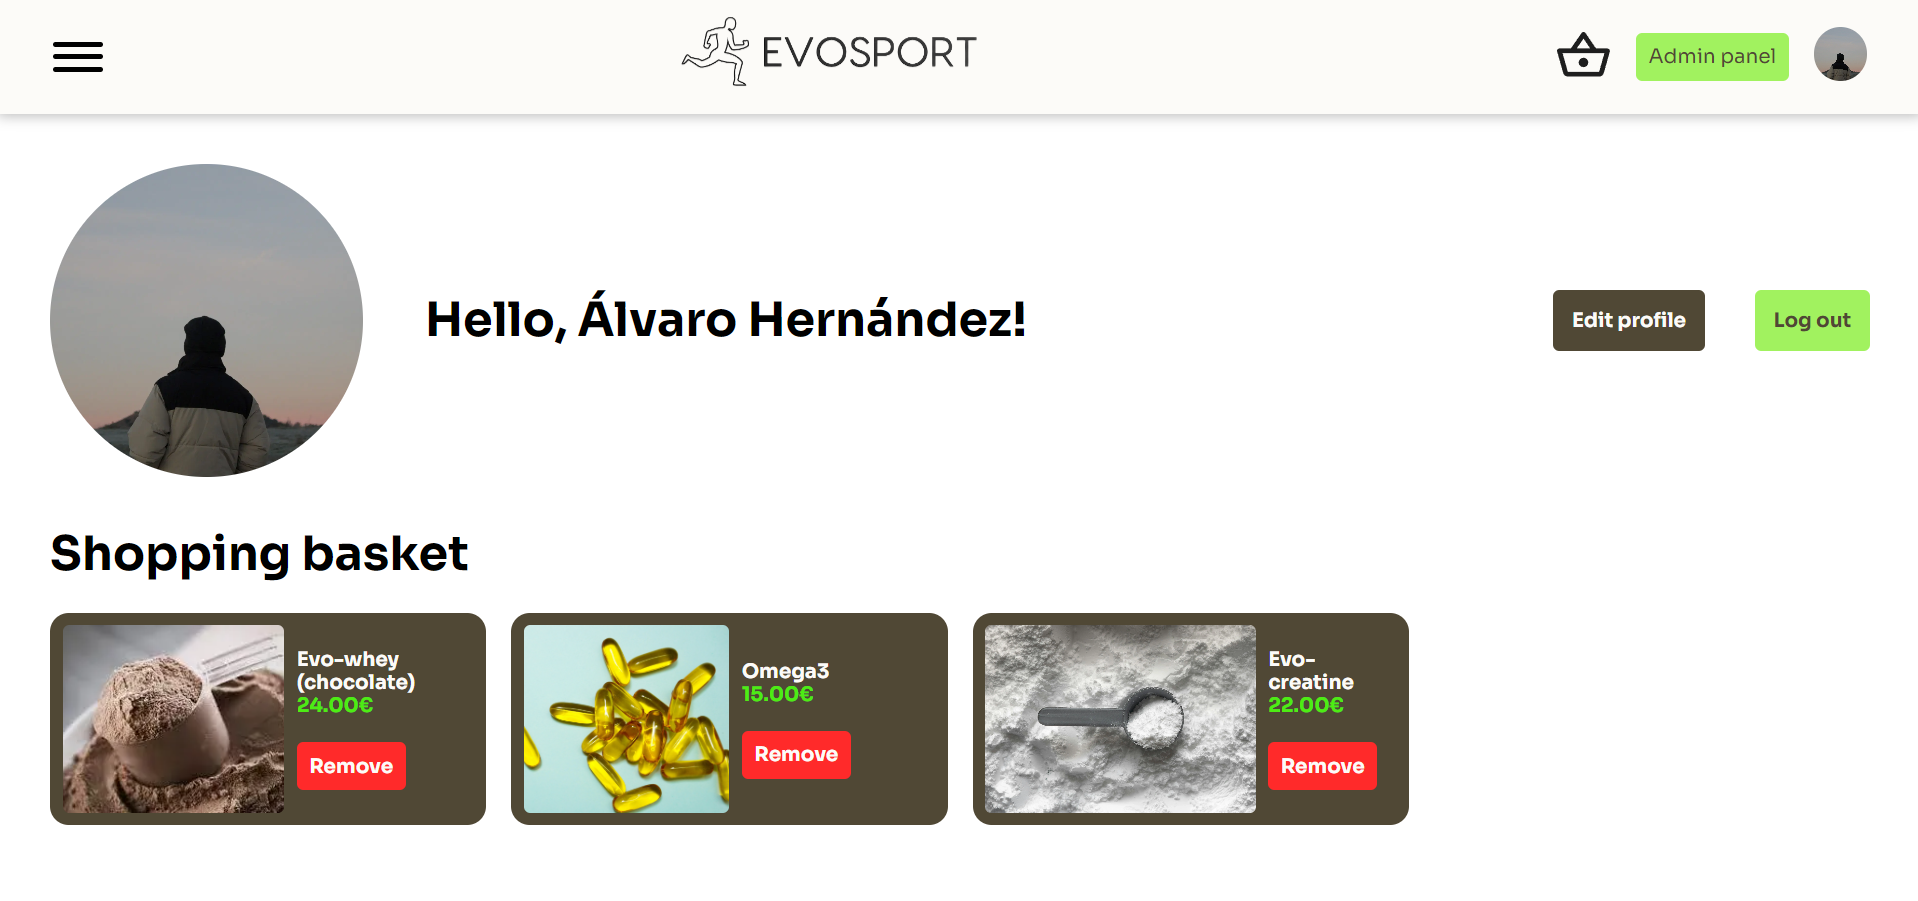 EVOSPORT
Admin panel
Hello, Álvaro Hernández!
Edit profile
Log out
Shopping basket
Evo-whey
(chocolate)
24.00€
Remove
Omega3
15.00€
Remove
Evo-
creatine
22.00€
Remove